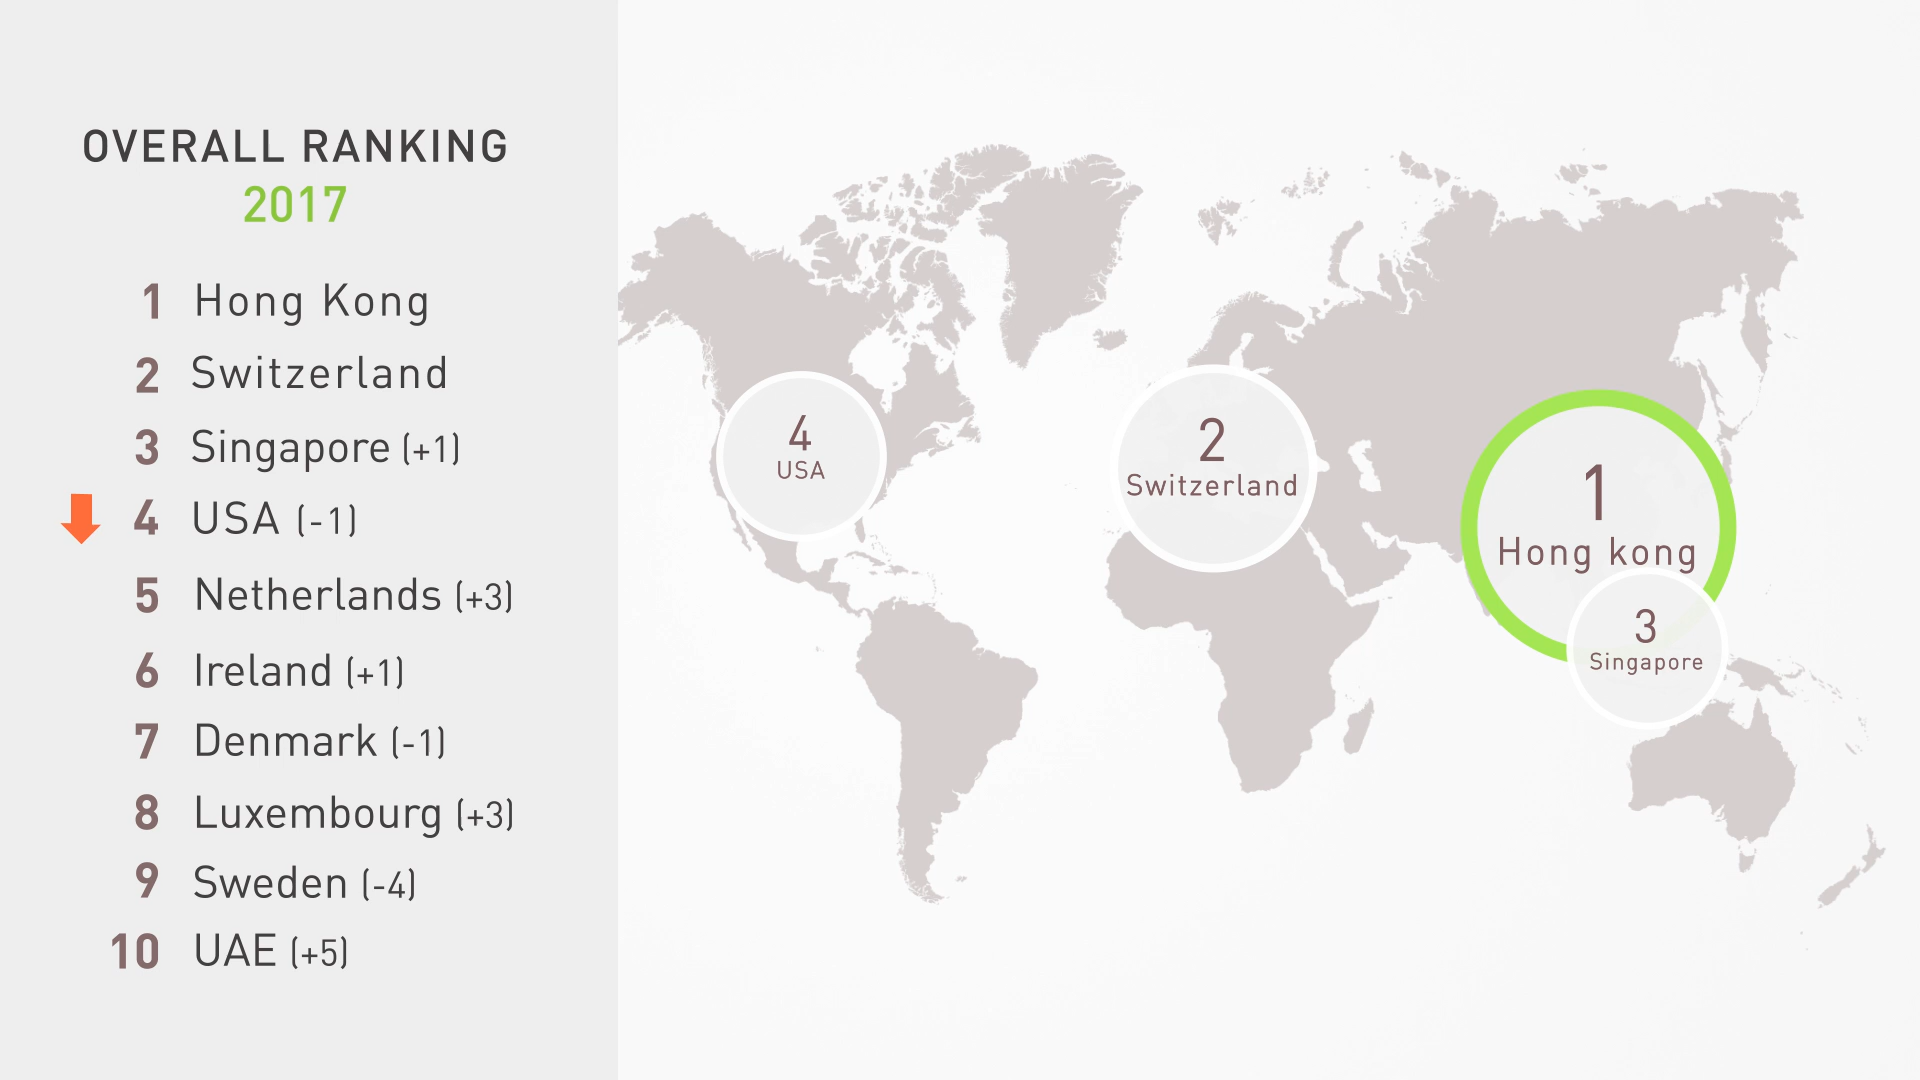 OVERALL RANKING
2017
1 Hong Kong
2 Switzerland
3 Singapore (+1)
4 USA (-1)
5 Netherlands (+3)
6 Ireland (+1)
7 Denmark (-1)
8 Luxembourg (+3)
9 Sweden (-4)
10 UAE (+5)
4
USA
2
Switzerland
1
Hong kong
3
Singapore